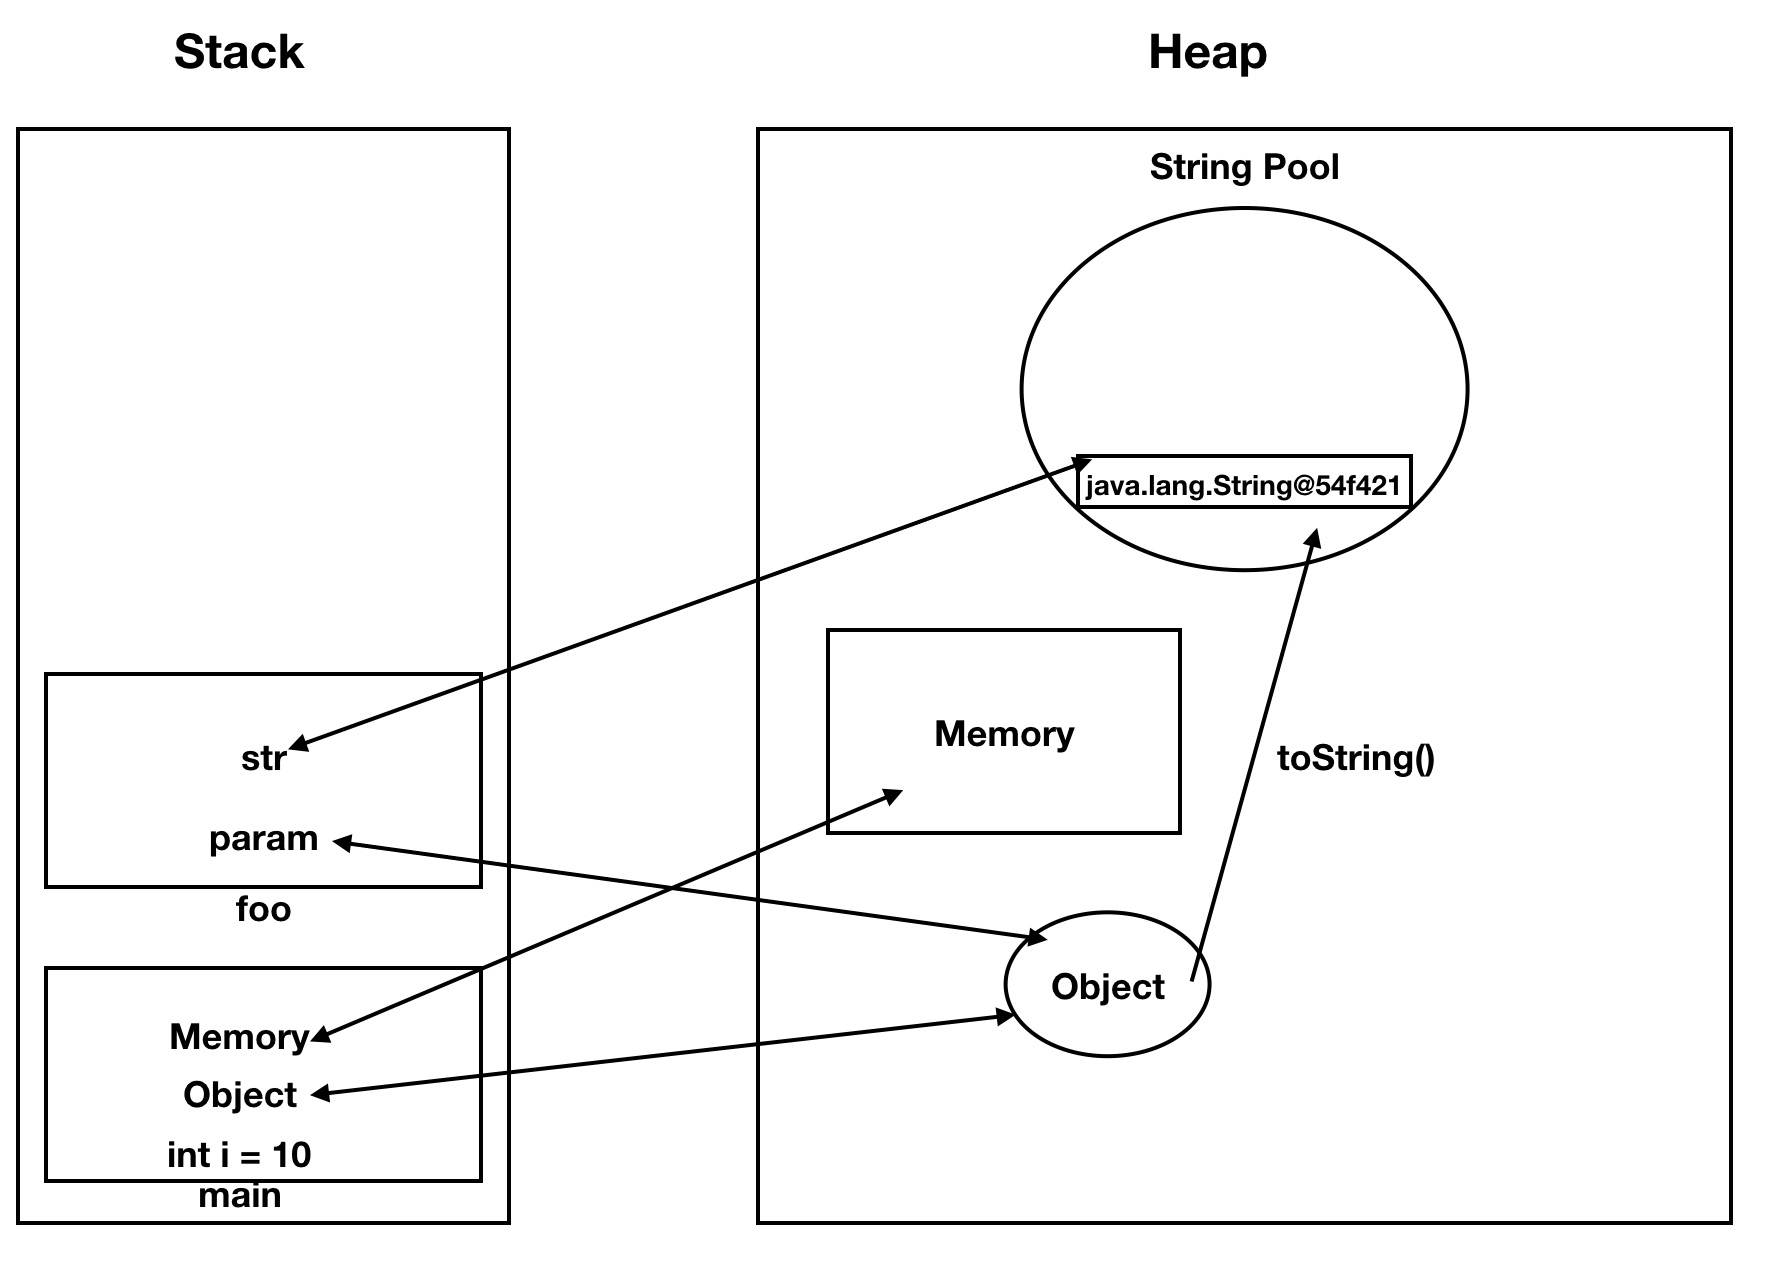 Stack
Heap
String Pool
java.lang.String@54f421
str
param
foo
Memory
toString()
Object
Memory
Object
int i = 10
main